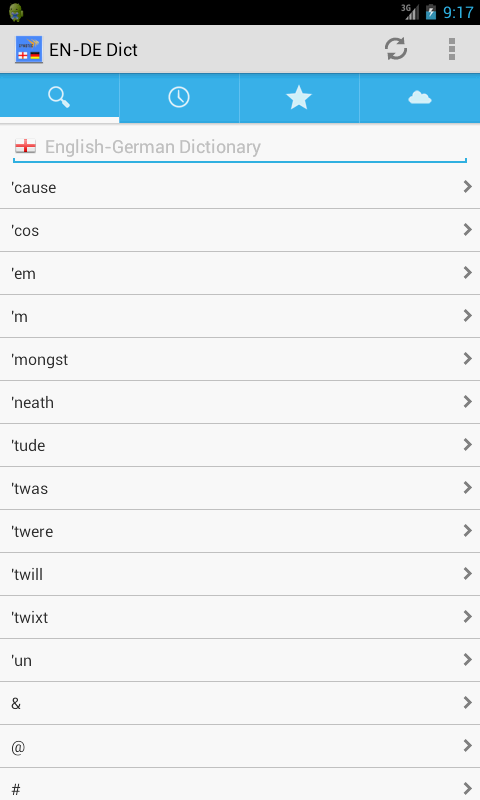 3G 9:17
EN-DE Dict
English-German Dictionary
'cause
'cos
'em
'm
'mongst
'neath
'tude
'twas
'twere
'twill
'twixt
'un
&
@
#